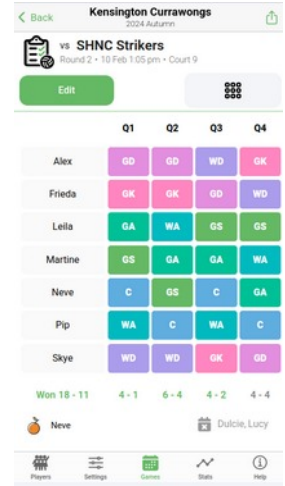 Back Kensington Currawongs
2024 Autumn
vs SHNC Strikers
Round 2 • 10 Feb 1:05 pm • Court 9
Edit
Q1 Q2 Q3 Q4
Alex GD GD WD GK
Frieda GK GK GD WD
Leila GA WA GS GS
Martine GS GA GA WA
Neve C GS C GA
Pip WA C WA C
Skye WD WD GK GD
Won 18 - 11 4 - 1 6 - 4 4 - 2 4 - 4
Neve Dulcie, Lucy
Players Settings Games Stats Help